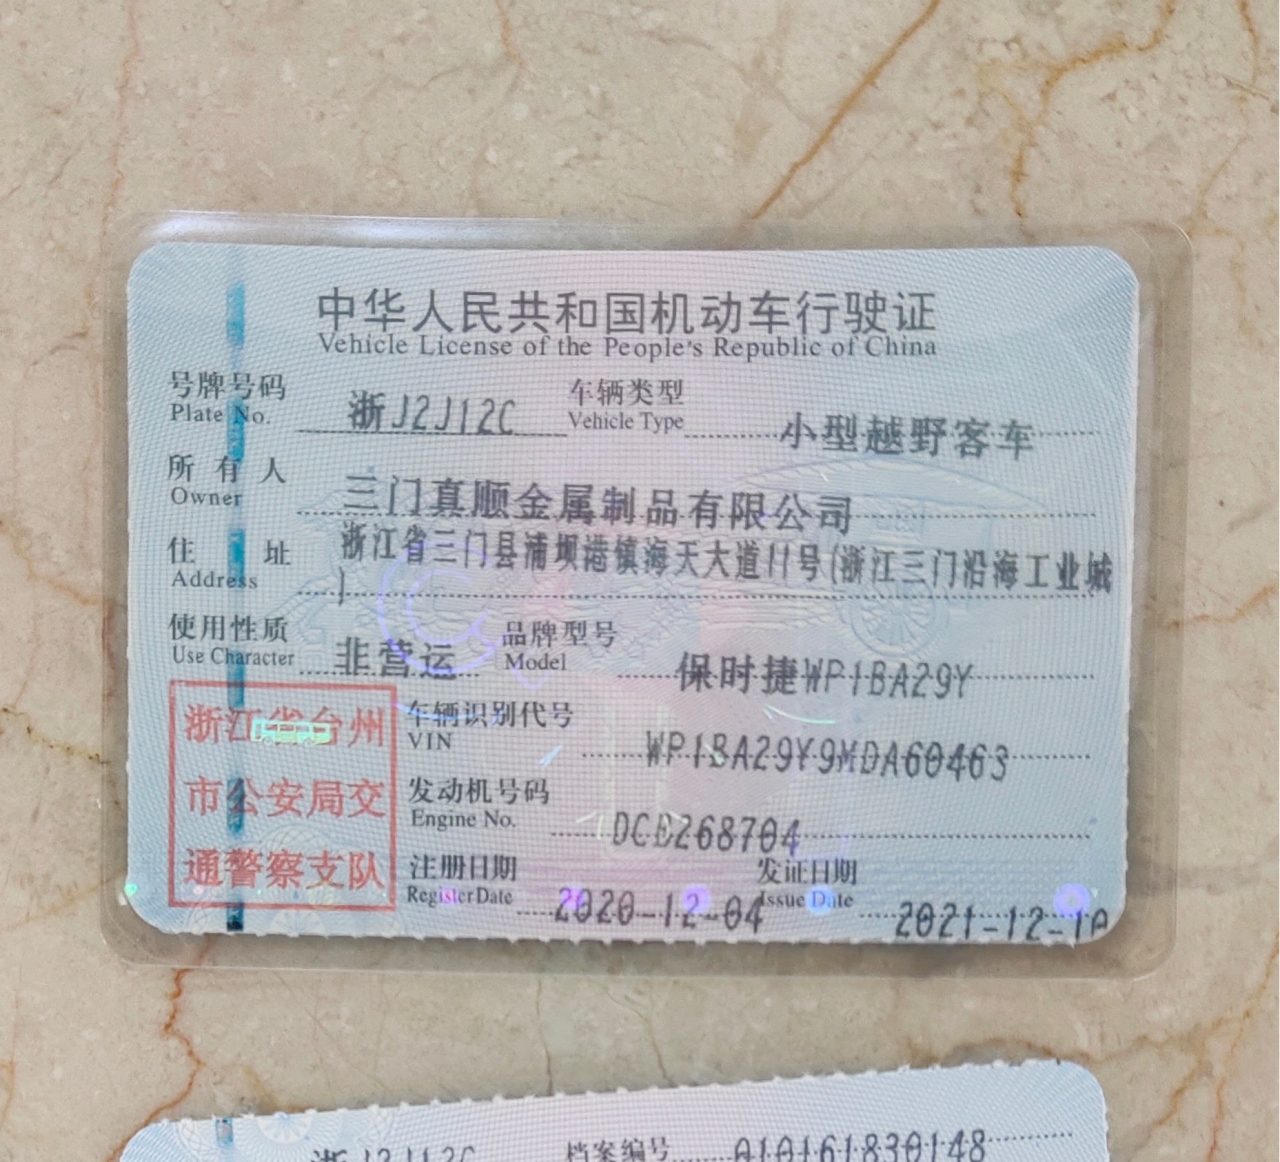 中华人民共和国机动车行驶证
Vehicle License of the People's Republic of China
号牌号码 浙J2J12C 车辆类型 小型越野客车
Plate No. Vehicle Type
所有人 三门真顺金属制品有限公司
Owner
住址 浙江省三门县浦坝港镇海天大道11号(浙江三门沿海工业城
Address )
使用性质 非营运 品牌型号 保时捷WP1BA29Y
Use Character Model
浙江省台州
市公安局交
通警察支队
车辆识别代号 WP1BA29Y9MDA60463
VIN
发动机号码 DCB268704
Engine No.
注册日期 2020-12-04 发证日期 2021-12-10
Register Date Issue Date
浙J2J12C 档案编号 010161830148